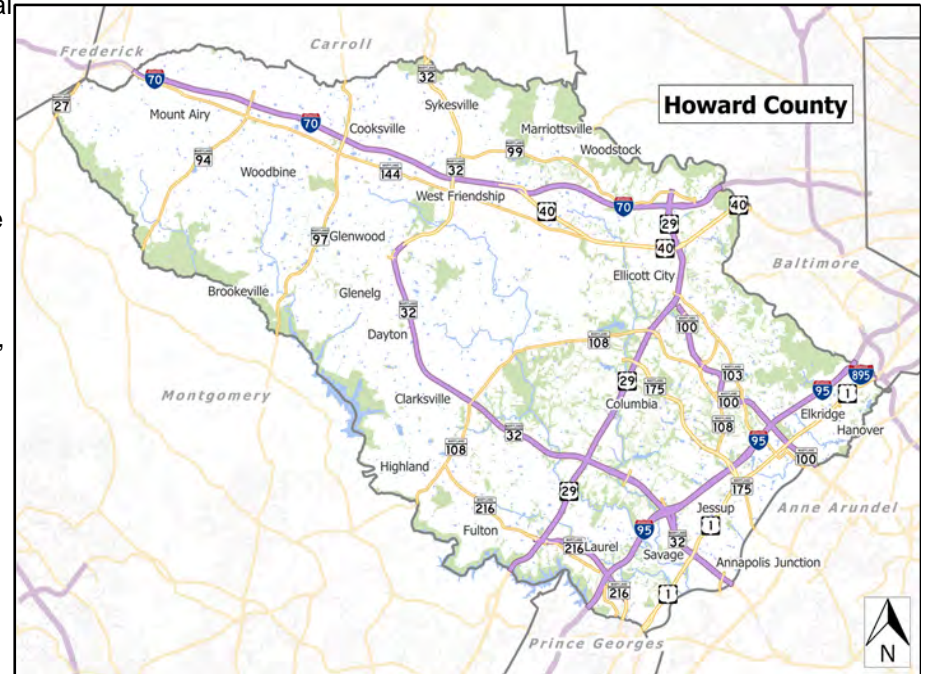 al
e
,
Howard County
Frederick
Carroll
MARYLAND
32
27
70
Mount Airy
Sykesville
70
Cooksville
Marriottsville
94
99
Woodstock
Woodbine
144
32
West Friendship
70
40
40
29
97
Glenwood
40
Baltimore
Ellicott City
Brookeville
Glenelg
32
100
Dayton
108
103
895
Montgomery
29
175
100
95
1
Clarksville
Columbia
Elkridge
108
Hanover
32
95
108
100
Highland
29
175
Anne Arundel
216
Jessup
1
Fulton
95
216
Laurel
32
Savage
Annapolis Junction
216
1
Prince Georges
N